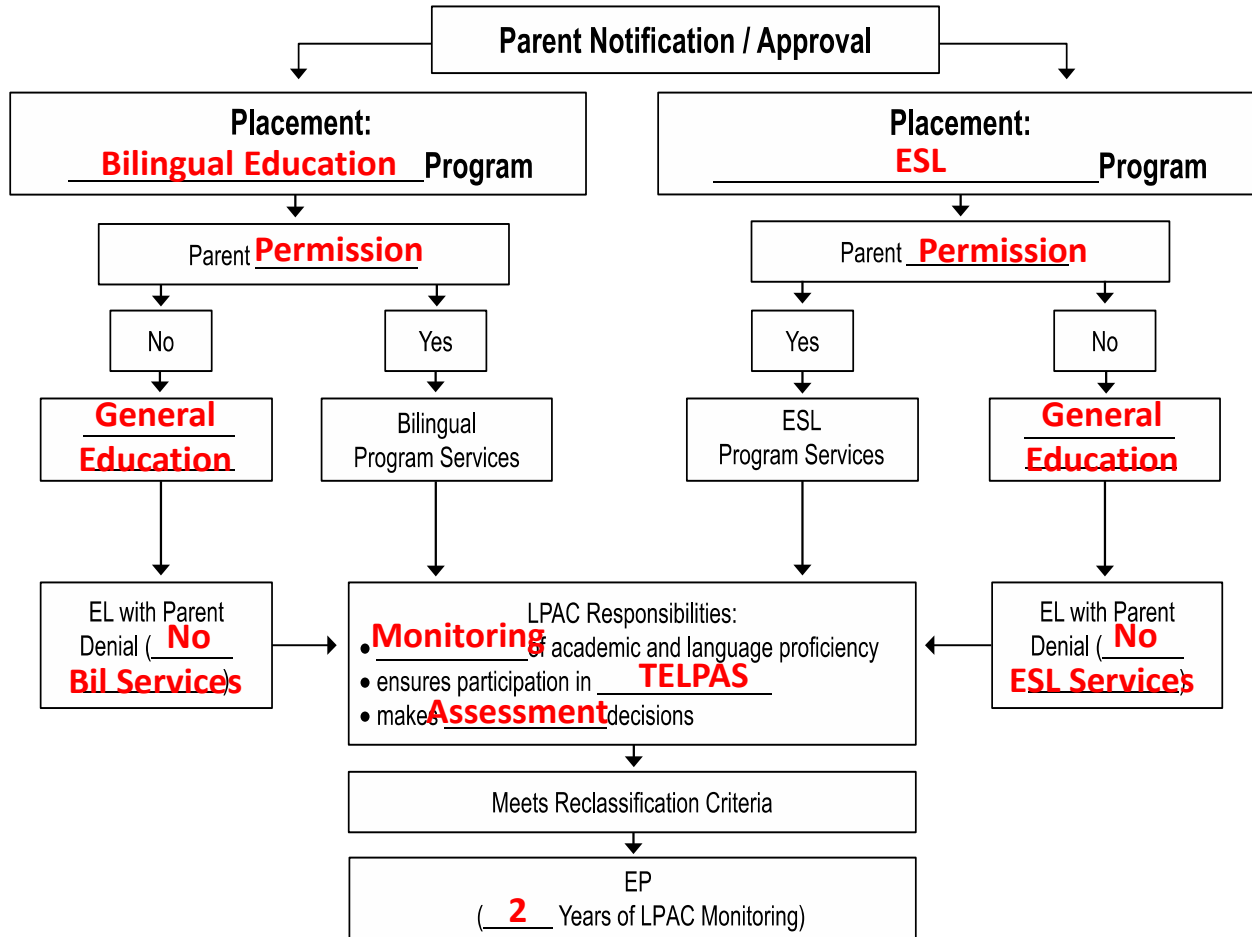 Parent Notification / Approval
Placement:
Bilingual Education Program
Placement:
ESL Program
Parent Permission
Parent Permission
No
Yes
Yes
No
General
Education
Bilingual
Program Services
ESL
Program Services
General
Education
EL with Parent
Denial (No
Bil Services)
LPAC Responsibilities:
• Monitoring of academic and language proficiency
• ensures participation in TELPAS
• makes Assessment decisions
EL with Parent
Denial (No
ESL Services)
Meets Reclassification Criteria
EP
(2 Years of LPAC Monitoring)